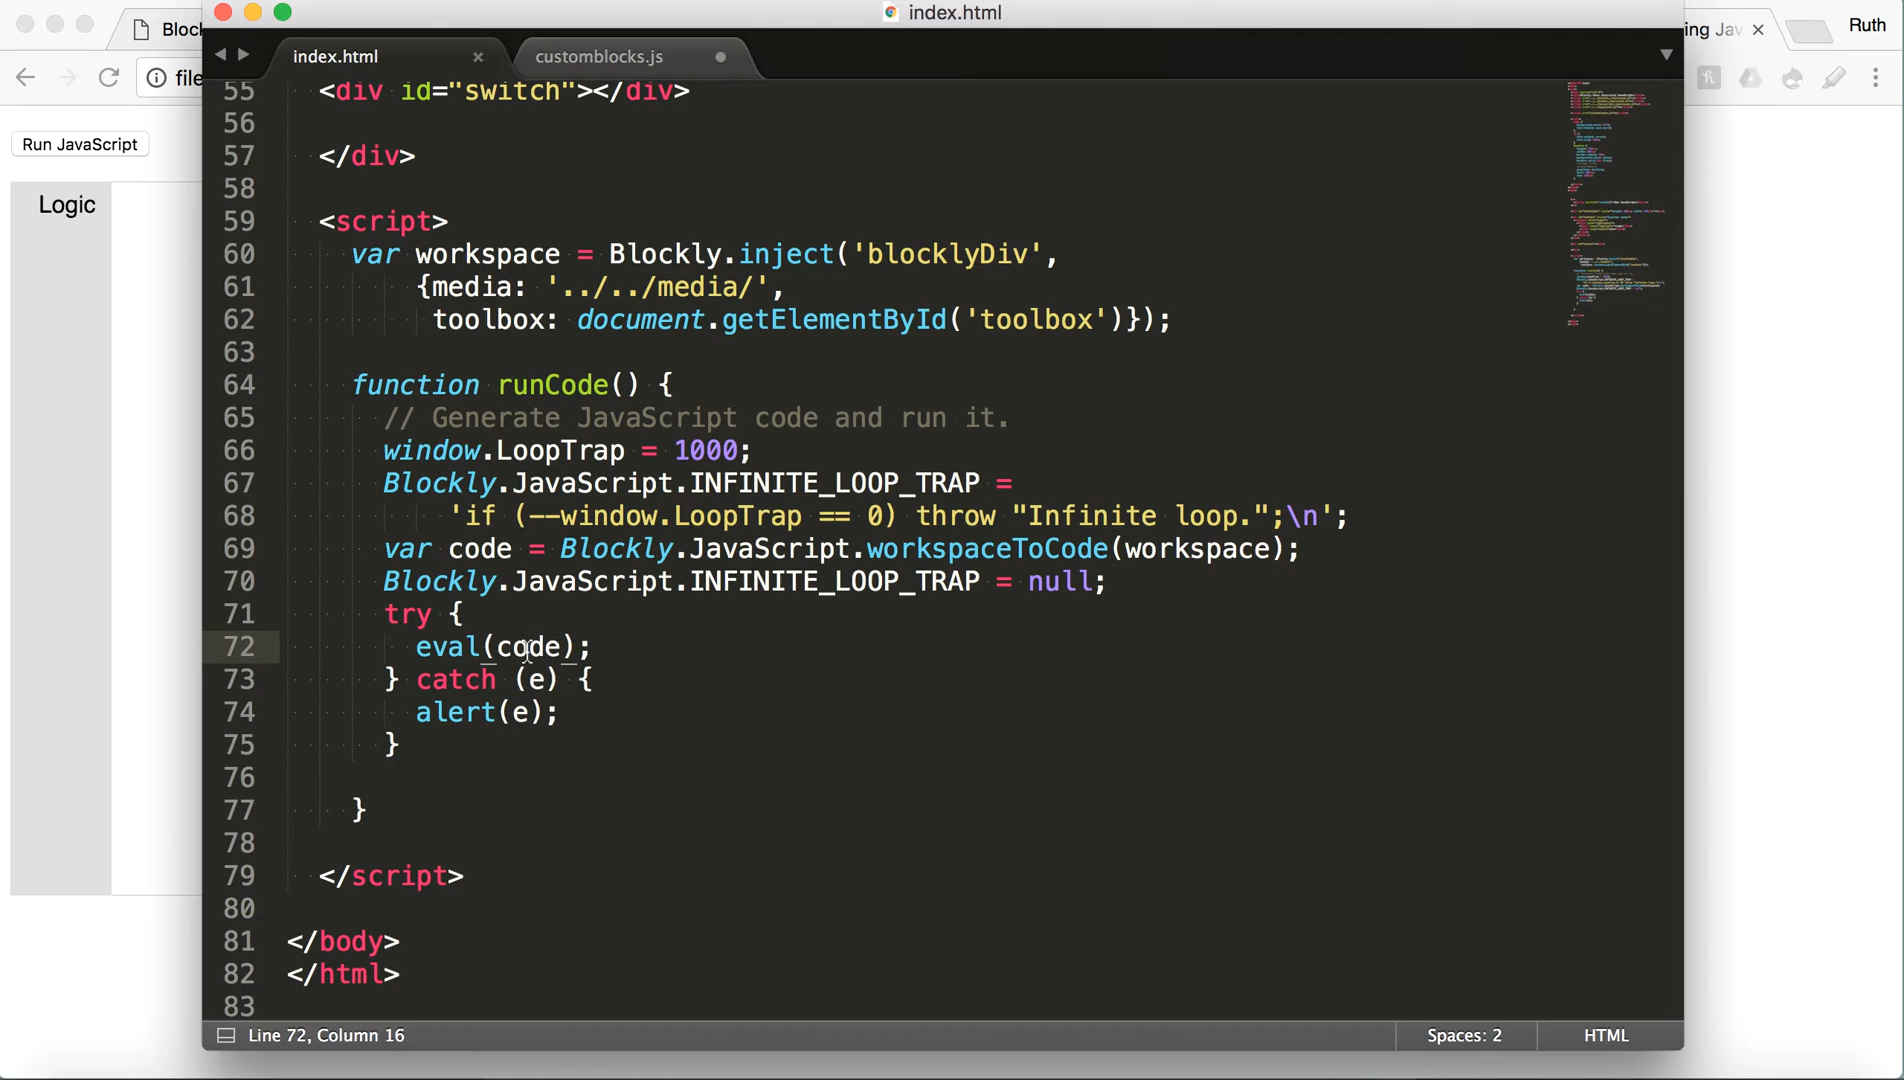 index.html
Block
ing Jav
Ruth
index.html
customblocks.js
file
Run JavaScript
Logic
55 <div id="switch"></div>
56
57 </div>
58
59 <script>
60 var workspace = Blockly.inject('blocklyDiv',
61 {media: '../../media/',
62 toolbox: document.getElementById('toolbox')});
63
64 function runCode() {
65 // Generate JavaScript code and run it.
66 window.LoopTrap = 1000;
67 Blockly.JavaScript.INFINITE_LOOP_TRAP =
68 'if (--window.LoopTrap == 0) throw "Infinite loop.";\n';
69 var code = Blockly.JavaScript.workspaceToCode(workspace);
70 Blockly.JavaScript.INFINITE_LOOP_TRAP = null;
71 try {
72 eval(code);
73 } catch (e) {
74 alert(e);
75 }
76
77 }
78
79 </script>
80
81 </body>
82 </html>
83
Line 72, Column 16
Spaces: 2
HTML